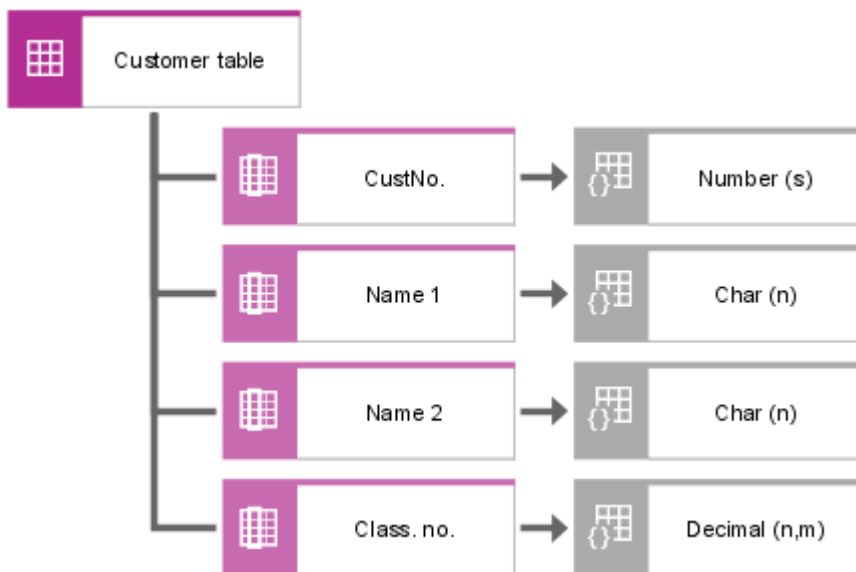 Customer table
CustNo.
Number (s)
Name 1
Char (n)
Name 2
Char (n)
Class. no.
Decimal (n,m)